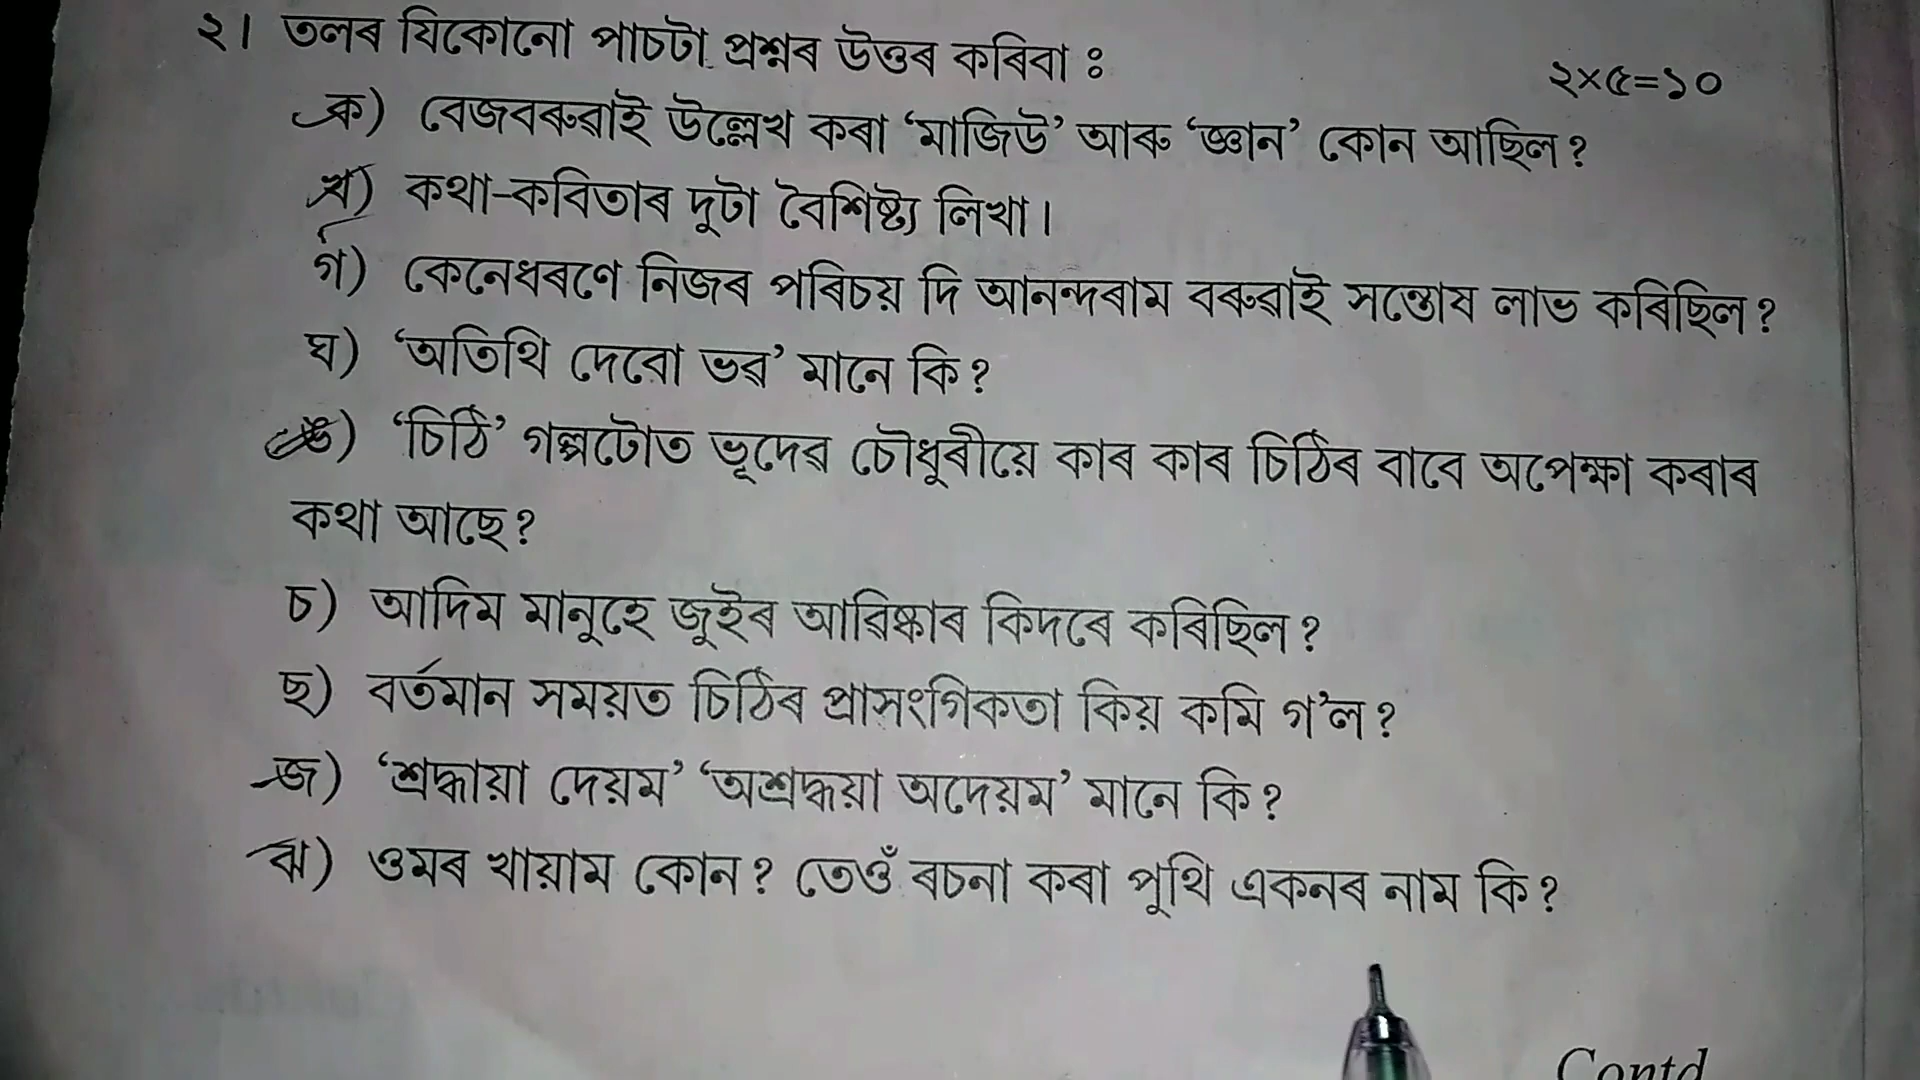 ২। তলৰ যিকোনো পাচটা প্ৰশ্নৰ উত্তৰ কৰিবা ঃ
২×৫=১০
ক) বেজবৰুৱাই উল্লেখ কৰা ‘মাজিউ’ আৰু ‘জ্ঞান’ কোন আছিল?
খ) কথা-কবিতাৰ দুটা বৈশিষ্ট্য লিখা।
গ) কেনেধৰণে নিজৰ পৰিচয় দি আনন্দৰাম বৰুৱাই সন্তোষ লাভ কৰিছিল?
ঘ) ‘অতিথি দেবো ভৱ’ মানে কি?
ঙ) ‘চিঠি’ গল্পটোত ভূদেৱ চৌধুৰীয়ে কাৰ কাৰ চিঠিৰ বাবে অপেক্ষা কৰাৰ
কথা আছে?
চ) আদিম মানুহে জুইৰ আৱিষ্কাৰ কিদৰে কৰিছিল?
ছ) বৰ্তমান সময়ত চিঠিৰ প্ৰাসংগিকতা কিয় কমি গ’ল?
জ) ‘শ্ৰদ্ধায়া দেয়ম’ ‘অশ্ৰদ্ধয়া অদেয়ম’ মানে কি?
ঝ) ওমৰ খায়াম কোন? তেওঁ ৰচনা কৰা পুথি একনৰ নাম কি?
Contd